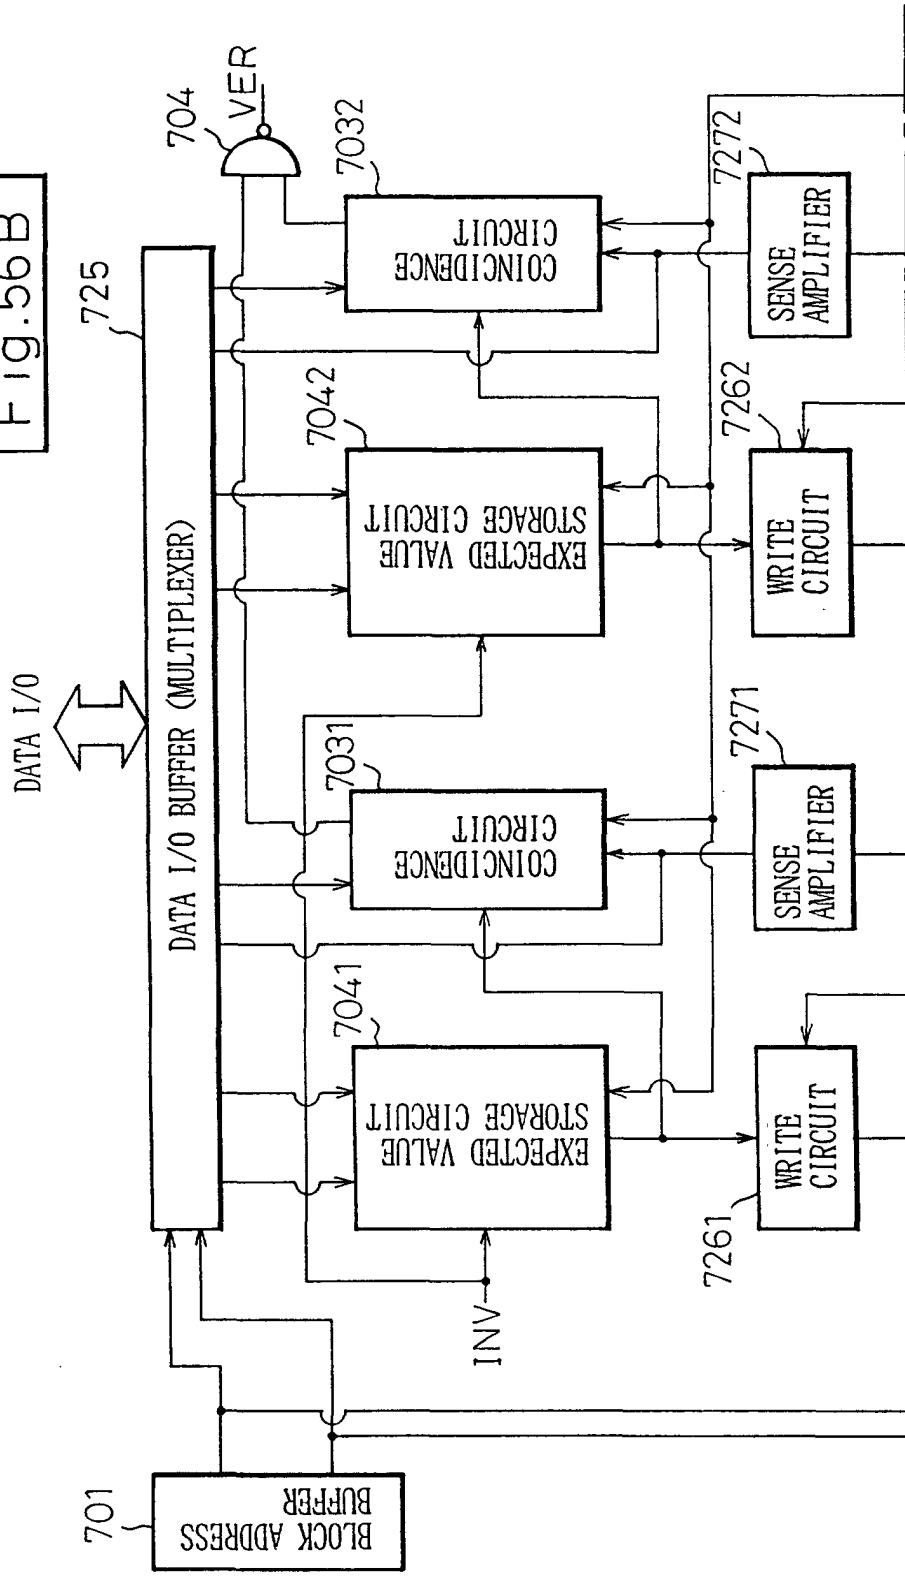 Fig.56B
DATA I/O
725
DATA I/O BUFFER (MULTIPLEXER)
704
VER
701
BLOCK ADDRESS
BUFFER
INV
7041
EXPECTED VALUE
STORAGE CIRCUIT
7031
COINCIDENCE
CIRCUIT
7042
EXPECTED VALUE
STORAGE CIRCUIT
7032
COINCIDENCE
CIRCUIT
7261
WRITE
CIRCUIT
7271
SENSE
AMPLIFIER
7262
WRITE
CIRCUIT
7272
SENSE
AMPLIFIER